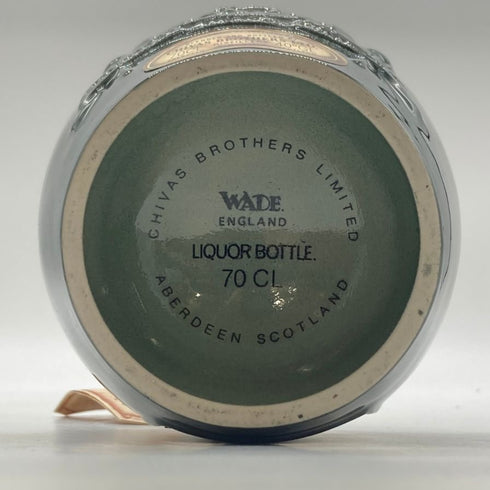 CHIVAS BROTHERS LIMITED
WADE
ENGLAND
LIQUOR BOTTLE.
70 CL
ABERDEEN SCOTLAND